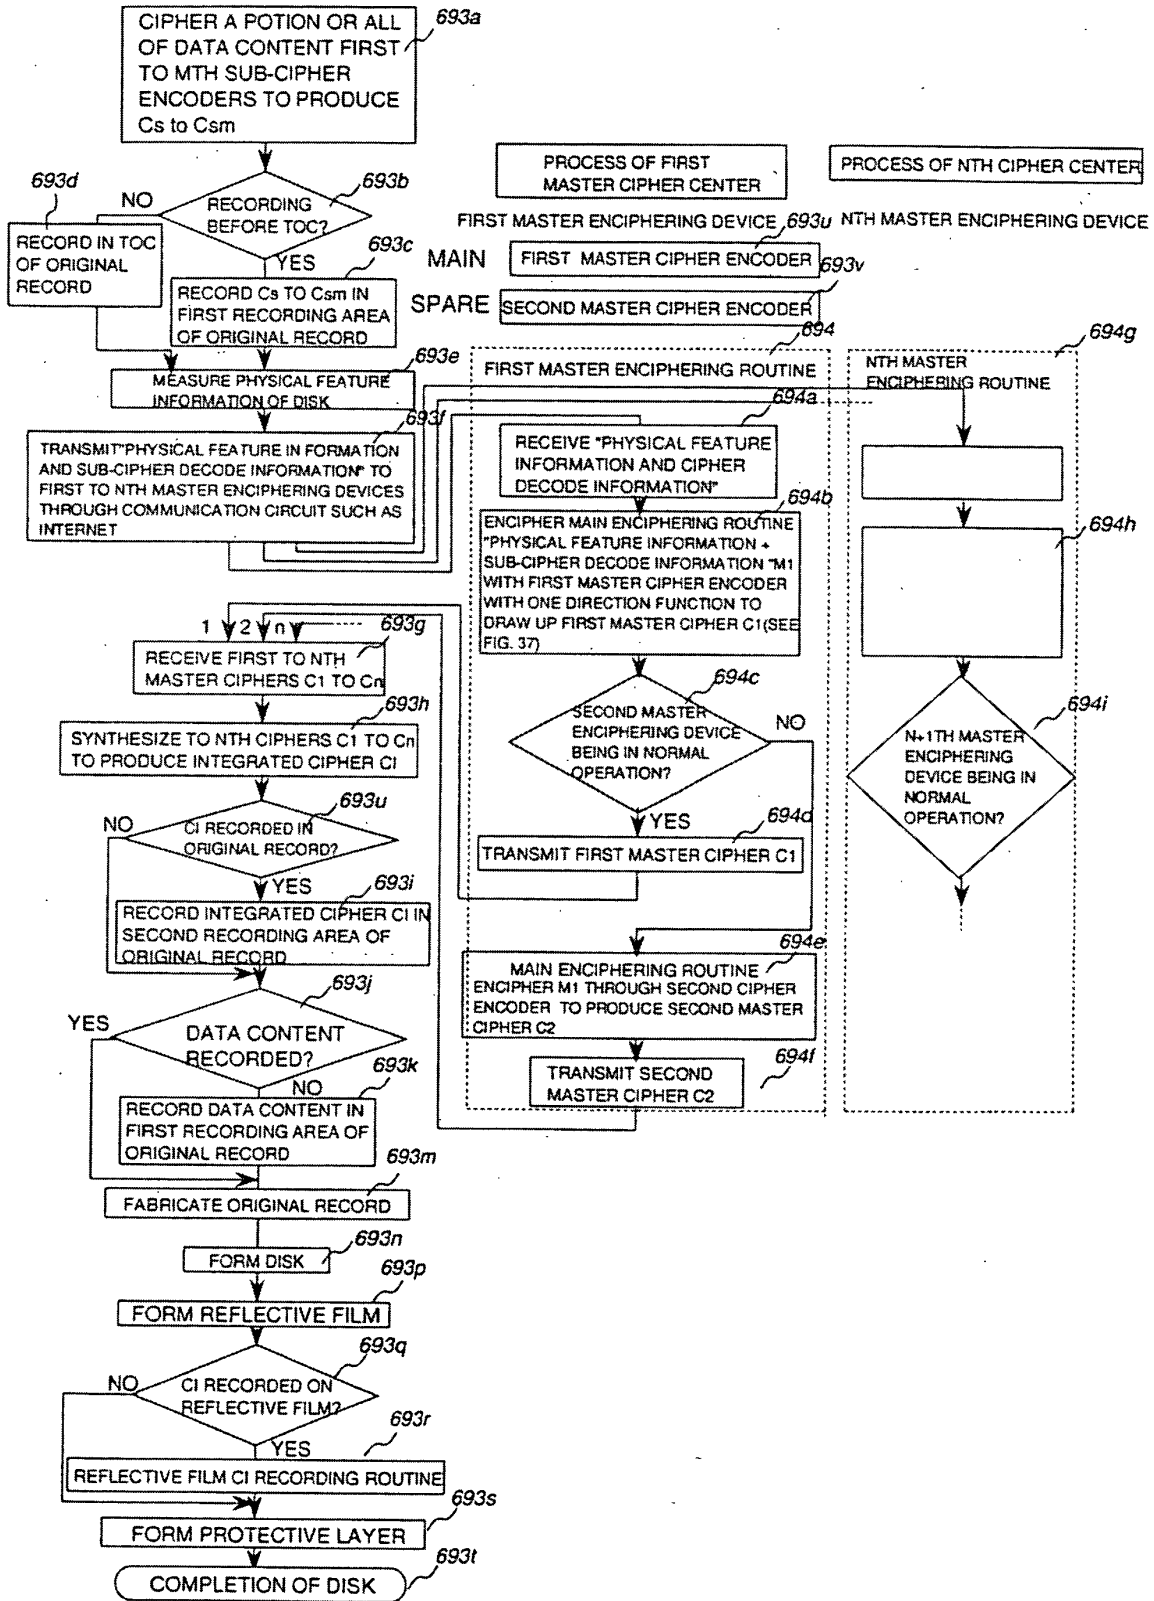 CIPHER A POTION OR ALL
OF DATA CONTENT FIRST
TO MTH SUB-CIPHER
ENCODERS TO PRODUCE
Cs to Csm
693a
693b
RECORDING
BEFORE TOC?
NO
YES
693d
RECORD IN TOC
OF ORIGINAL
RECORD
693c
RECORD Cs TO Csm IN
FIRST RECORDING AREA
OF ORIGINAL RECORD
693e
MEASURE PHYSICAL FEATURE
INFORMATION OF DISK
693f
TRANSMIT"PHYSICAL FEATURE IN FORMATION
AND SUB-CIPHER DECODE INFORMATION" TO
FIRST TO NTH MASTER ENCIPHERING DEVICES
THROUGH COMMUNICATION CIRCUIT SUCH AS
INTERNET
1 2 n
693g
RECEIVE FIRST TO NTH
MASTER CIPHERS C1 TO Cn
693h
SYNTHESIZE TO NTH CIPHERS C1 TO Cn
TO PRODUCE INTEGRATED CIPHER CI
693u
CI RECORDED IN
ORIGINAL RECORD?
NO
YES
693i
RECORD INTEGRATED CIPHER CI IN
SECOND RECORDING AREA OF
ORIGINAL RECORD
693j
DATA CONTENT
RECORDED?
YES
NO
693k
RECORD DATA CONTENT IN
FIRST RECORDING AREA OF
ORIGINAL RECORD
693m
FABRICATE ORIGINAL RECORD
693n
FORM DISK
693p
FORM REFLECTIVE FILM
693q
CI RECORDED ON
REFLECTIVE FILM?
NO
YES
693r
REFLECTIVE FILM CI RECORDING ROUTINE
693s
FORM PROTECTIVE LAYER
693t
COMPLETION OF DISK
PROCESS OF FIRST
MASTER CIPHER CENTER
FIRST MASTER ENCIPHERING DEVICE
693u
MAIN
FIRST MASTER CIPHER ENCODER
693v
SPARE
SECOND MASTER CIPHER ENCODER
694
FIRST MASTER ENCIPHERING ROUTINE
694a
RECEIVE "PHYSICAL FEATURE
INFORMATION AND CIPHER
DECODE INFORMATION"
694b
ENCIPHER MAIN ENCIPHERING ROUTINE
"PHYSICAL FEATURE INFORMATION +
SUB-CIPHER DECODE INFORMATION "M1
WITH FIRST MASTER CIPHER ENCODER
WITH ONE DIRECTION FUNCTION TO
DRAW UP FIRST MASTER CIPHER C1(SEE
FIG. 37)
694c
SECOND MASTER
ENCIPHERING DEVICE
BEING IN NORMAL
OPERATION?
NO
YES
694d
TRANSMIT FIRST MASTER CIPHER C1
694e
MAIN ENCIPHERING ROUTINE
ENCIPHER M1 THROUGH SECOND CIPHER
ENCODER TO PRODUCE SECOND MASTER
CIPHER C2
694f
TRANSMIT SECOND
MASTER CIPHER C2
PROCESS OF NTH CIPHER CENTER
NTH MASTER ENCIPHERING DEVICE
694g
NTH MASTER
ENCIPHERING ROUTINE
694h
694i
N+1TH MASTER
ENCIPHERING
DEVICE BEING IN
NORMAL
OPERATION?